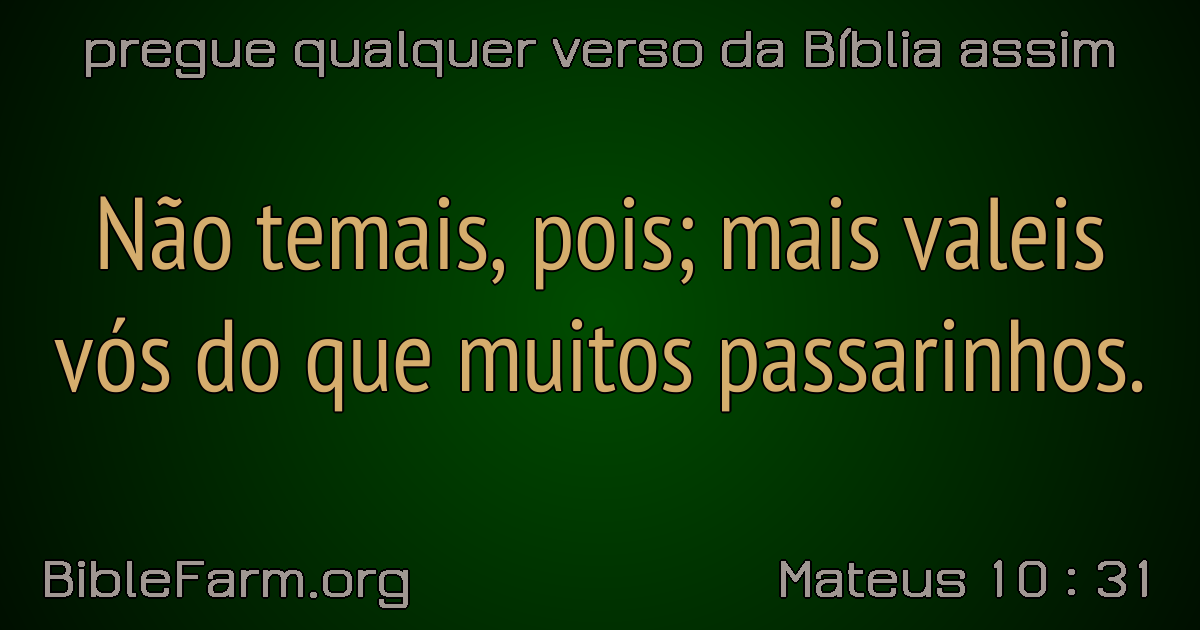 pregue qualquer verso da Bíblia assim
Não temais, pois; mais valeis
vós do que muitos passarinhos.
BibleFarm.org
Mateus 10 : 31